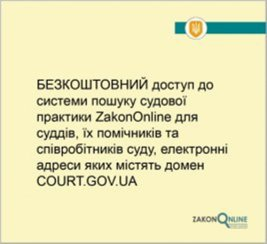 БЕЗКОШТОВНИЙ доступ до
системи пошуку судової
практики ZakonOnline для
суддів, їх помічників та
співробітників суду, електронні
адреси яких містять домен
COURT.GOV.UA
ZAKONONLINE